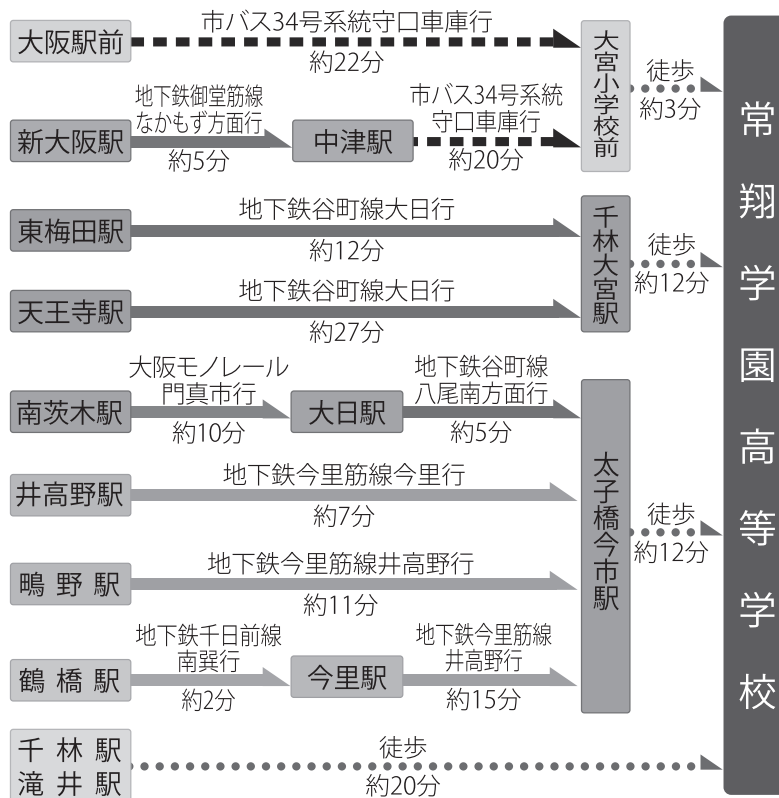 大阪駅前
市バス34号系統守口車庫行
約22分
大宮小学校前
徒歩
約3分
新大阪駅
地下鉄御堂筋線
なかもず方面行
約5分
中津駅
市バス34号系統
守口車庫行
約20分
東梅田駅
地下鉄谷町線大日行
約12分
千林大宮駅
徒歩
約12分
天王寺駅
地下鉄谷町線大日行
約27分
南茨木駅
大阪モノレール
門真市行
約10分
大日駅
地下鉄谷町線
八尾南方面行
約5分
太子橋今市駅
徒歩
約12分
井高野駅
地下鉄今里筋線今里行
約7分
鴫野駅
地下鉄今里筋線井高野行
約11分
鶴橋駅
地下鉄千日前線
南巽行
約2分
今里駅
地下鉄今里筋線
井高野行
約15分
千林駅
滝井駅
徒歩
約20分
常翔学園高等学校